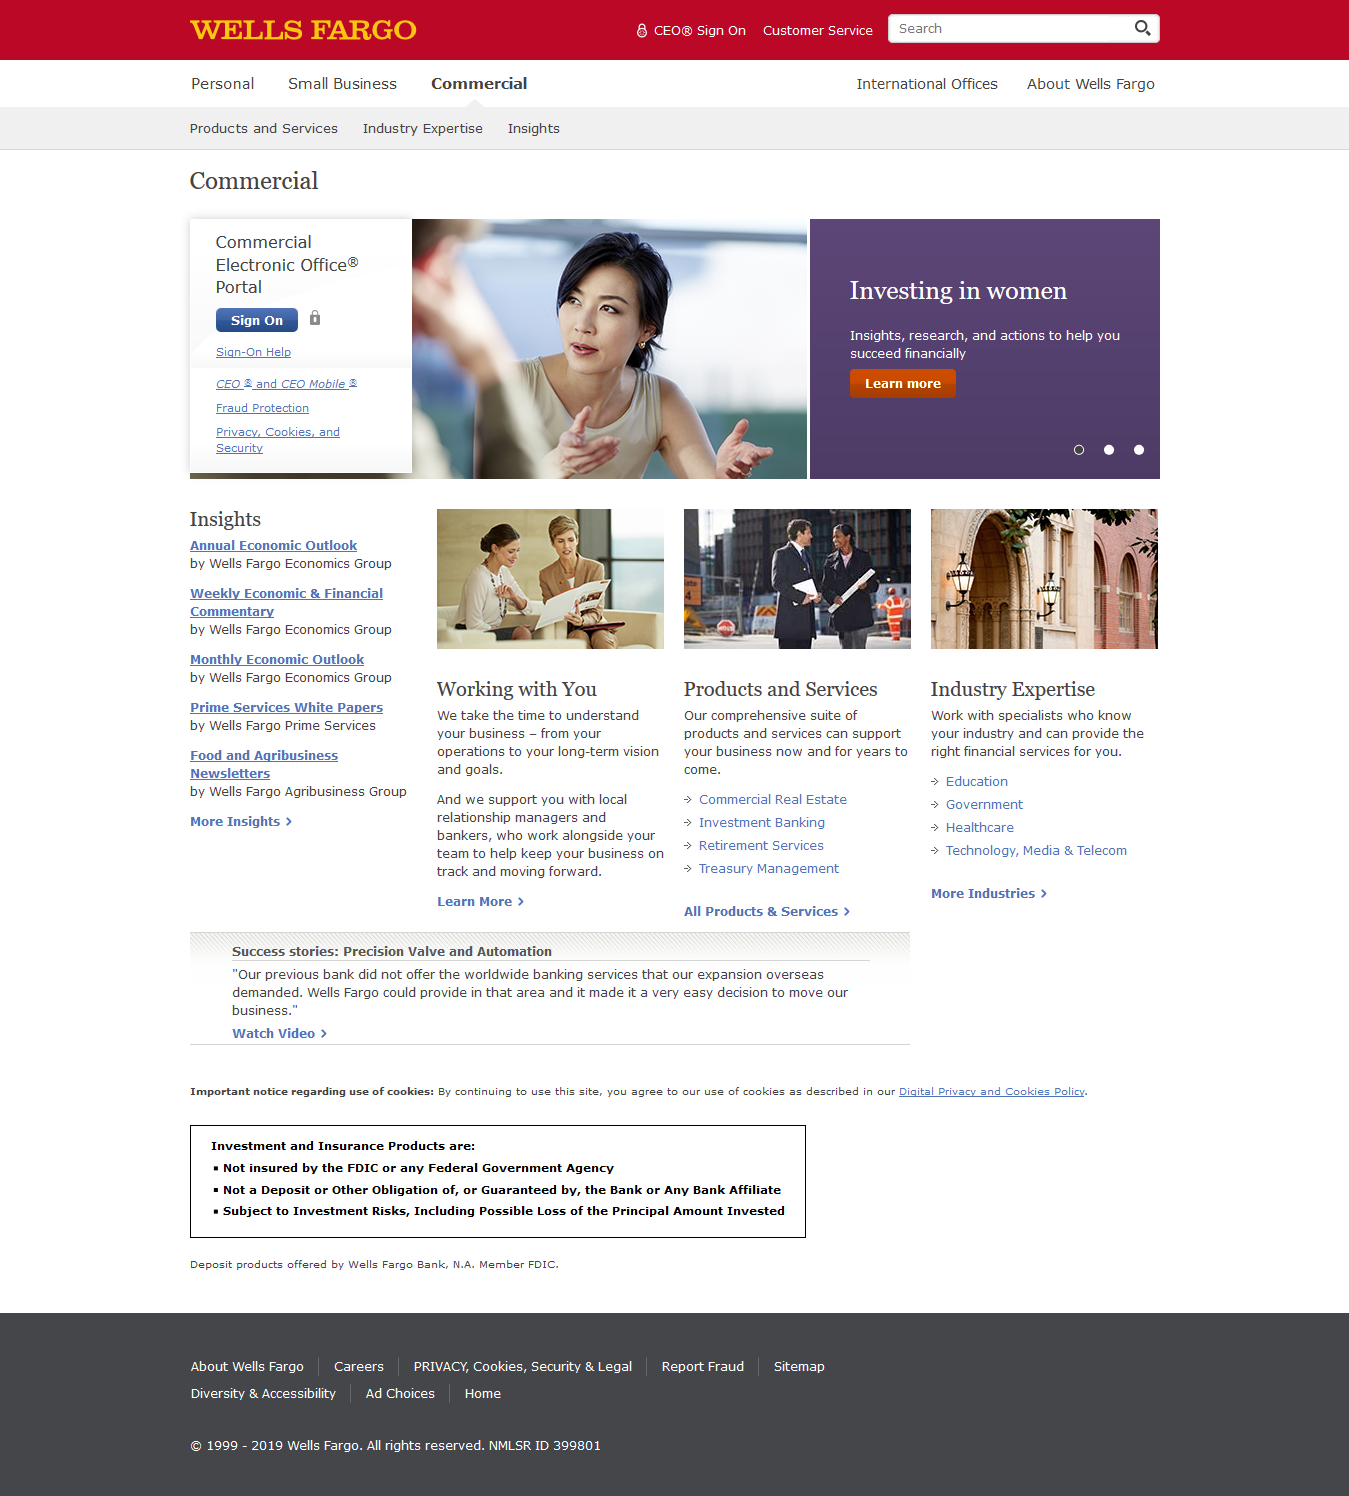 WELLS FARGO
CEO® Sign On
Customer Service
Search
Personal
Small Business
Commercial
International Offices
About Wells Fargo
Products and Services
Industry Expertise
Insights
Commercial
Commercial
Electronic Office®
Portal
Sign On
Sign-On Help
CEO ® and CEO Mobile ®
Fraud Protection
Privacy, Cookies, and
Security
Investing in women
Insights, research, and actions to help you
succeed financially
Learn more
Insights
Annual Economic Outlook
by Wells Fargo Economics Group
Weekly Economic & Financial
Commentary
by Wells Fargo Economics Group
Monthly Economic Outlook
by Wells Fargo Economics Group
Prime Services White Papers
by Wells Fargo Prime Services
Food and Agribusiness
Newsletters
by Wells Fargo Agribusiness Group
More Insights
Working with You
We take the time to understand
your business – from your
operations to your long-term vision
and goals.
And we support you with local
relationship managers and
bankers, who work alongside your
team to help keep your business on
track and moving forward.
Learn More
Products and Services
Our comprehensive suite of
products and services can support
your business now and for years to
come.
Commercial Real Estate
Investment Banking
Retirement Services
Treasury Management
All Products & Services
Industry Expertise
Work with specialists who know
your industry and can provide the
right financial services for you.
Education
Government
Healthcare
Technology, Media & Telecom
More Industries
Success stories: Precision Valve and Automation
"Our previous bank did not offer the worldwide banking services that our expansion overseas
demanded. Wells Fargo could provide in that area and it made it a very easy decision to move our
business."
Watch Video
Important notice regarding use of cookies: By continuing to use this site, you agree to our use of cookies as described in our Digital Privacy and Cookies Policy.
Investment and Insurance Products are:
▪ Not insured by the FDIC or any Federal Government Agency
▪ Not a Deposit or Other Obligation of, or Guaranteed by, the Bank or Any Bank Affiliate
▪ Subject to Investment Risks, Including Possible Loss of the Principal Amount Invested
Deposit products offered by Wells Fargo Bank, N.A. Member FDIC.
About Wells Fargo
Careers
PRIVACY, Cookies, Security & Legal
Report Fraud
Sitemap
Diversity & Accessibility
Ad Choices
Home
© 1999 - 2019 Wells Fargo. All rights reserved. NMLSR ID 399801